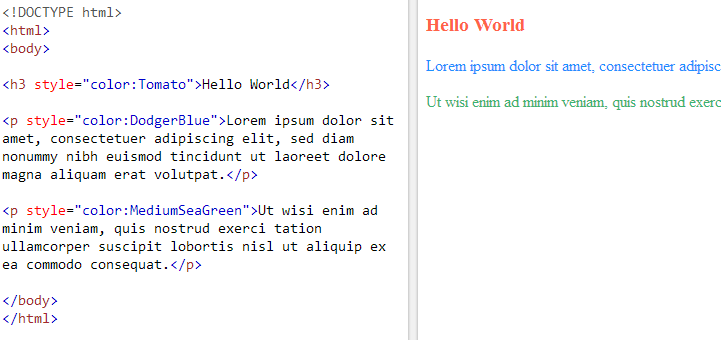 <!DOCTYPE html>
<html>
<body>
<h3 style="color:Tomato">Hello World</h3>
<p style="color:DodgerBlue">Lorem ipsum dolor sit
amet, consectetuer adipiscing elit, sed diam
nonummy nibh euismod tincidunt ut laoreet dolore
magna aliquam erat volutpat.</p>
<p style="color:MediumSeaGreen">Ut wisi enim ad
minim veniam, quis nostrud exerci tation
ullamcorper suscipit lobortis nisl ut aliquip ex
ea commodo consequat.</p>
</body>
</html>
Hello World
Lorem ipsum dolor sit amet, consectetuer adipisc
Ut wisi enim ad minim veniam, quis nostrud exerc